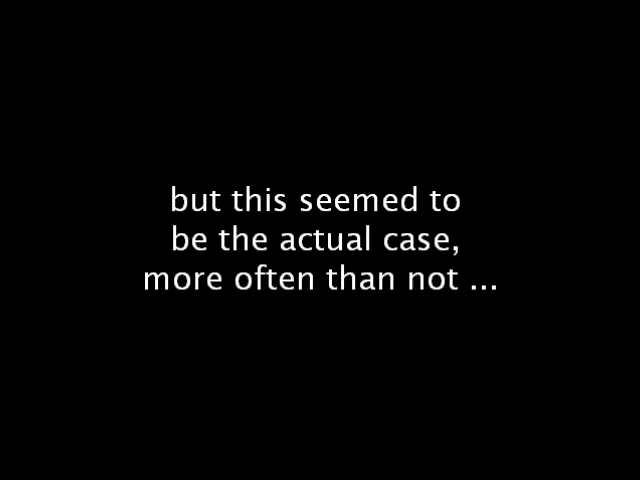 but this seemed to
be the actual case,
more often than not ...